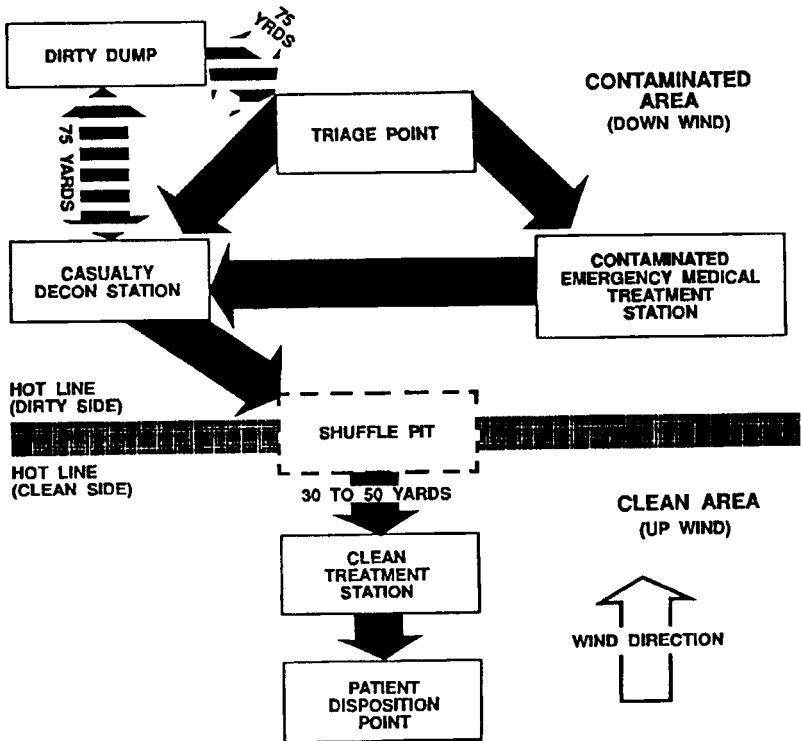 75
YRDS
DIRTY DUMP
CONTAMINATED
AREA
(DOWN WIND)
TRIAGE POINT
75 YARDS
CASUALTY
DECON STATION
CONTAMINATED
EMERGENCY MEDICAL
TREATMENT
STATION
HOT LINE
(DIRTY SIDE)
SHUFFLE PIT
HOT LINE
(CLEAN SIDE)
30 TO 50 YARDS
CLEAN AREA
(UP WIND)
CLEAN
TREATMENT
STATION
WIND DIRECTION
PATIENT
DISPOSITION
POINT